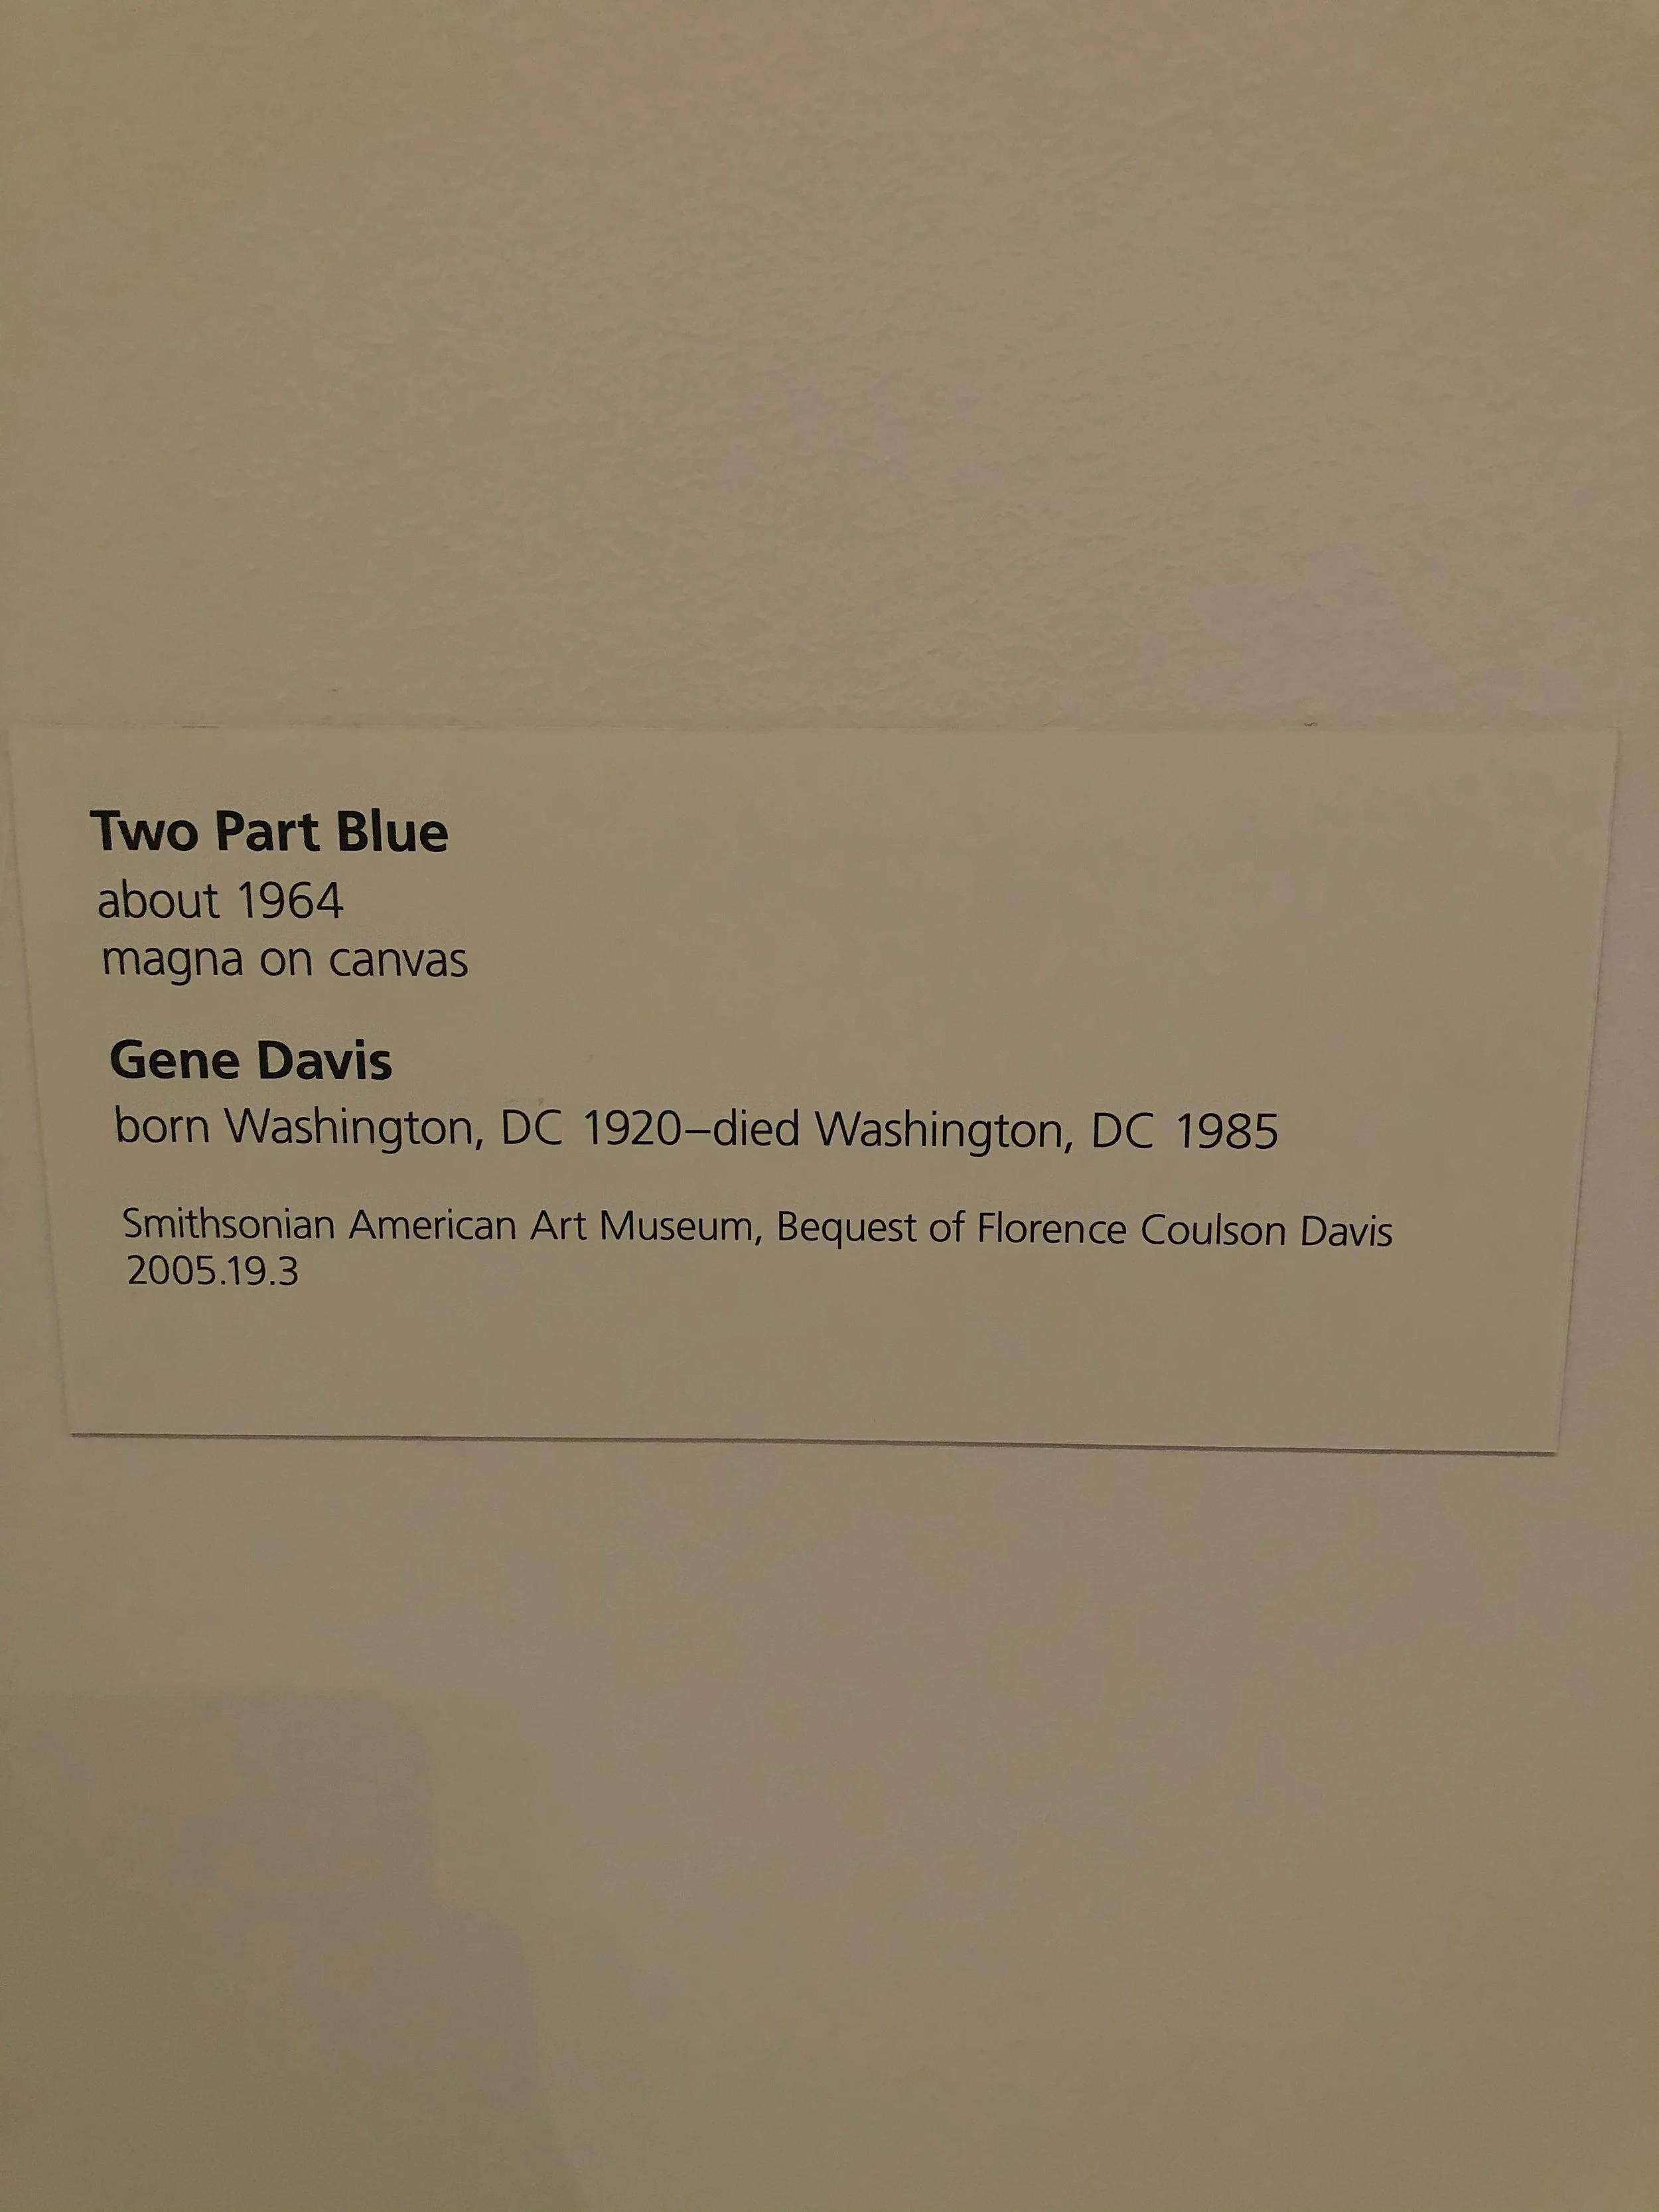 Two Part Blue
about 1964
magna on canvas
Gene Davis
born Washington, DC 1920–died Washington, DC 1985
Smithsonian American Art Museum, Bequest of Florence Coulson Davis
2005.19.3